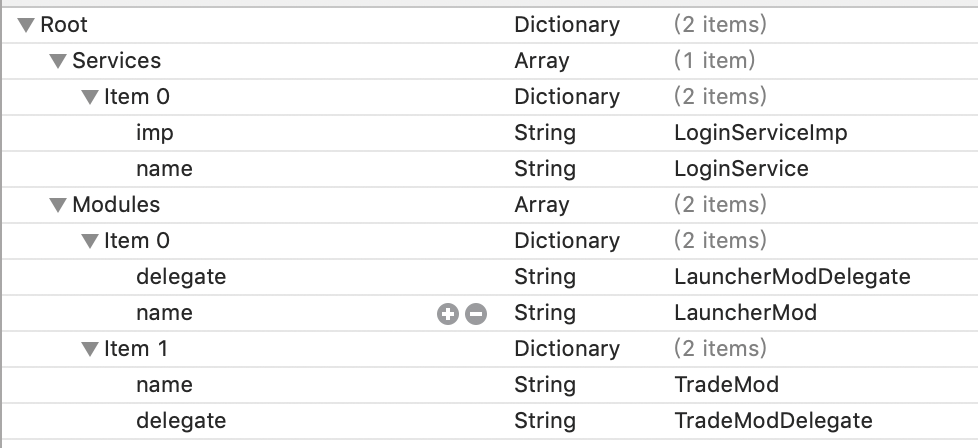 Root Dictionary (2 items)
Services Array (1 item)
Item 0 Dictionary (2 items)
imp String LoginServiceImp
name String LoginService
Modules Array (2 items)
Item 0 Dictionary (2 items)
delegate String LauncherModDelegate
name String LauncherMod
Item 1 Dictionary (2 items)
name String TradeMod
delegate String TradeModDelegate